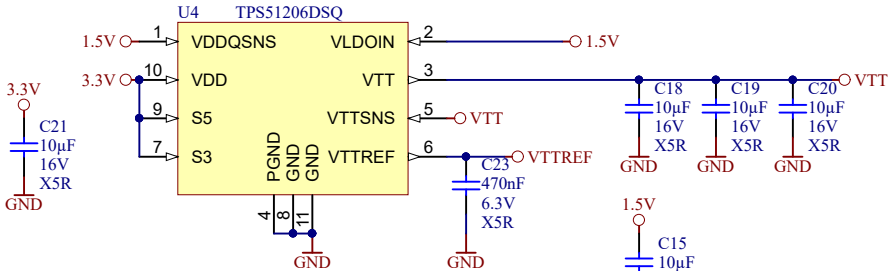 U4 TPS51206DSQ
1.5V 1 VDDQSNS VLDOIN 2 1.5V
3.3V 10 VDD VTT 3 VTT
9 S5 VTTSNS 5 VTT
7 S3 VTTREF 6 VTTREF
PGND GND GND
4 8 11
GND
3.3V
C21
10µF
16V
X5R
GND
C23
470nF
6.3V
X5R
GND
C18
10µF
16V
X5R
GND
C19
10µF
16V
X5R
GND
C20
10µF
16V
X5R
GND
1.5V
C15
10µF